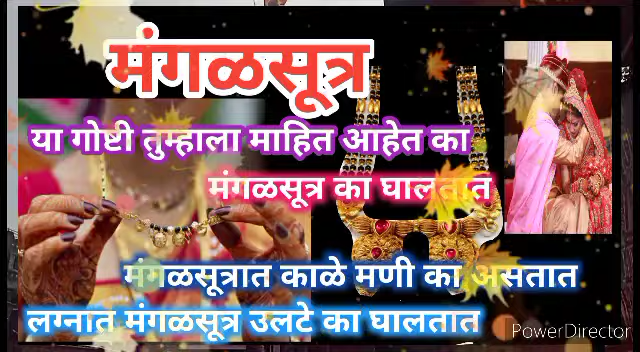 मंगळसूत्र
या गोष्टी तुम्हाला माहित आहेत का
मंगळसूत्र का घालतात
मंगळसूत्रात काळे मणी का असतात
लग्नात मंगळसूत्र उलटे का घालतात
PowerDirector